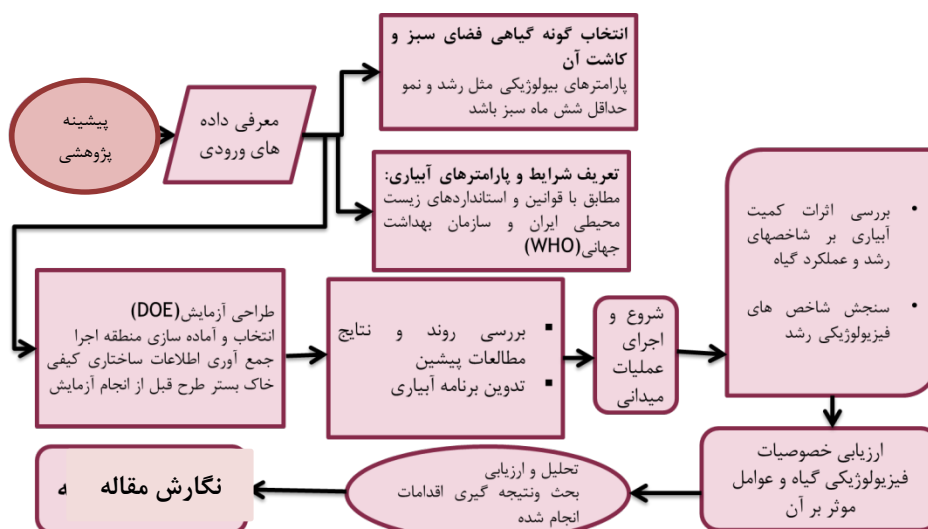 پیشینه
پژوهشی
معرفی داده
های ورودی
انتخاب گونه گیاهی فضای سبز و
کاشت آن
پارامترهای بیولوژیکی مثل رشد و نمو
حداقل شش ماه سبز باشد
تعریف شرایط و پارامترهای آبیاری:
مطابق با قوانین و استانداردهای زیست
محیطی ایران و سازمان بهداشت
جهانی(WHO)
طراحی آزمایش(DOE)
انتخاب و آماده سازی منطقه اجرا
جمع آوری اطلاعات ساختاری کیفی
خاک بستر طرح قبل از انجام آزمایش
▪ بررسی روند و نتایج
مطالعات پیشین
▪ تدوین برنامه آبیاری
شروع و
اجرای
عملیات
میدانی
• بررسی اثرات کمیت
آبیاری بر شاخصهای
رشد و عملکرد گیاه
• سنجش شاخص های
فیزیولوژیکی رشد
ارزیابی خصوصیات
فیزیولوژیکی گیاه و عوامل
موثر بر آن
تحلیل و ارزیابی
بحث ونتیجه گیری اقدامات
انجام شده
نگارش مقاله